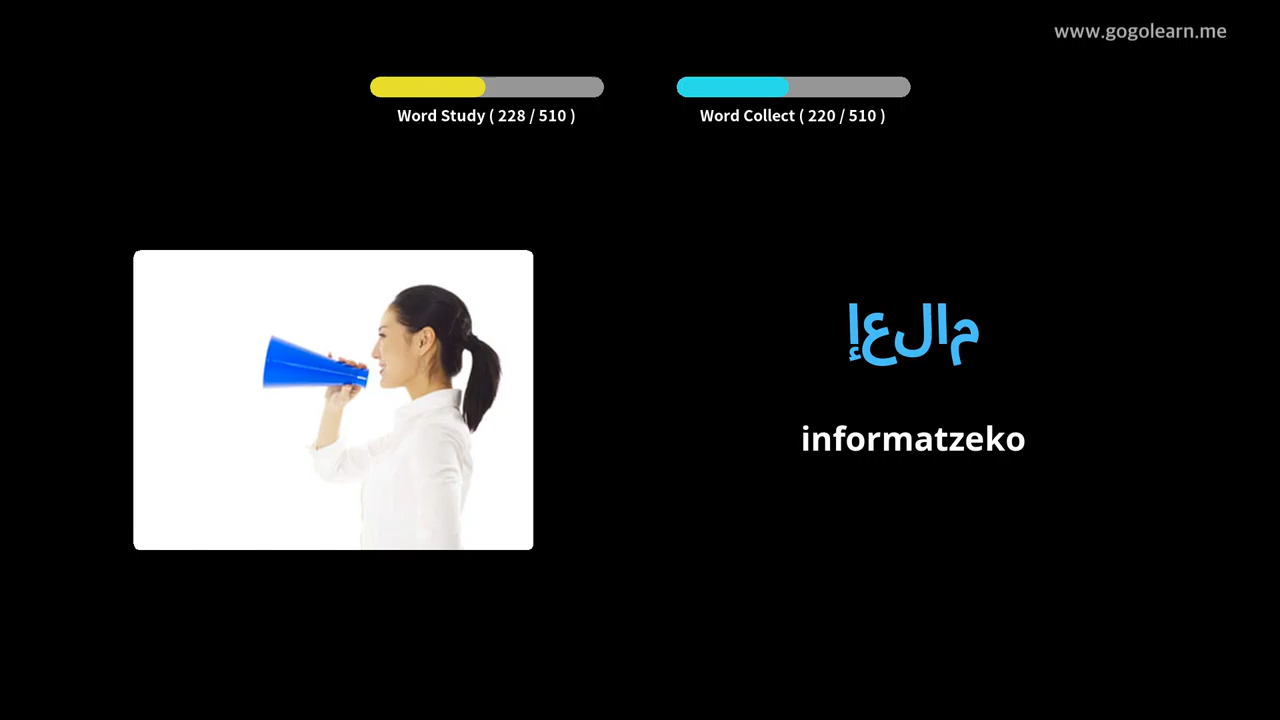 www.gogolearn.me
Word Study ( 228 / 510 )
Word Collect ( 220 / 510 )
إعلام
informatzeko